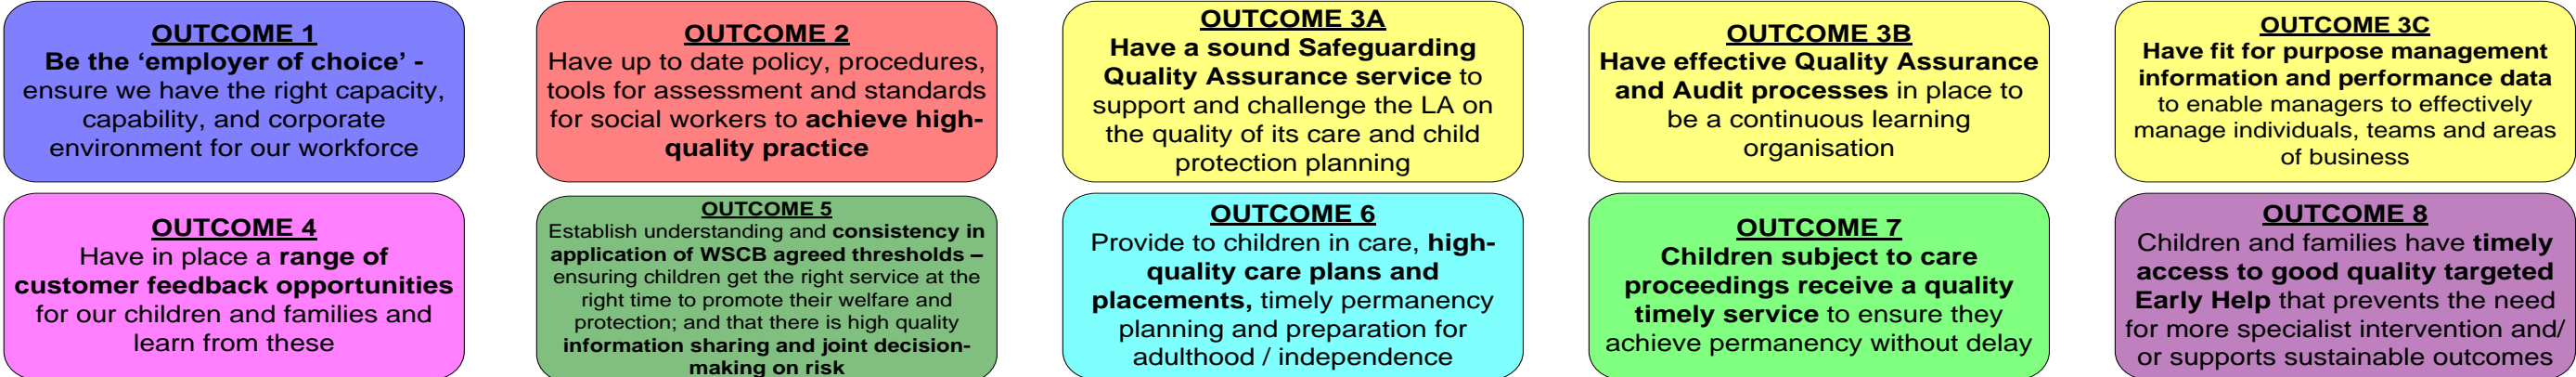 OUTCOME 1
Be the ‘employer of choice’ -
ensure we have the right capacity,
capability, and corporate
environment for our workforce
OUTCOME 2
Have up to date policy, procedures,
tools for assessment and standards
for social workers to achieve high-
quality practice
OUTCOME 3A
Have a sound Safeguarding
Quality Assurance service to
support and challenge the LA on
the quality of its care and child
protection planning
OUTCOME 3B
Have effective Quality Assurance
and Audit processes in place to
be a continuous learning
organisation
OUTCOME 3C
Have fit for purpose management
information and performance data
to enable managers to effectively
manage individuals, teams and areas
of business
OUTCOME 4
Have in place a range of
customer feedback opportunities
for our children and families and
learn from these
OUTCOME 5
Establish understanding and consistency in
application of WSCB agreed thresholds –
ensuring children get the right service at the
right time to promote their welfare and
protection; and that there is high quality
information sharing and joint decision-
making on risk
OUTCOME 6
Provide to children in care, high-
quality care plans and
placements, timely permanency
planning and preparation for
adulthood / independence
OUTCOME 7
Children subject to care
proceedings receive a quality
timely service to ensure they
achieve permanency without delay
OUTCOME 8
Children and families have timely
access to good quality targeted
Early Help that prevents the need
for more specialist intervention and/
or supports sustainable outcomes